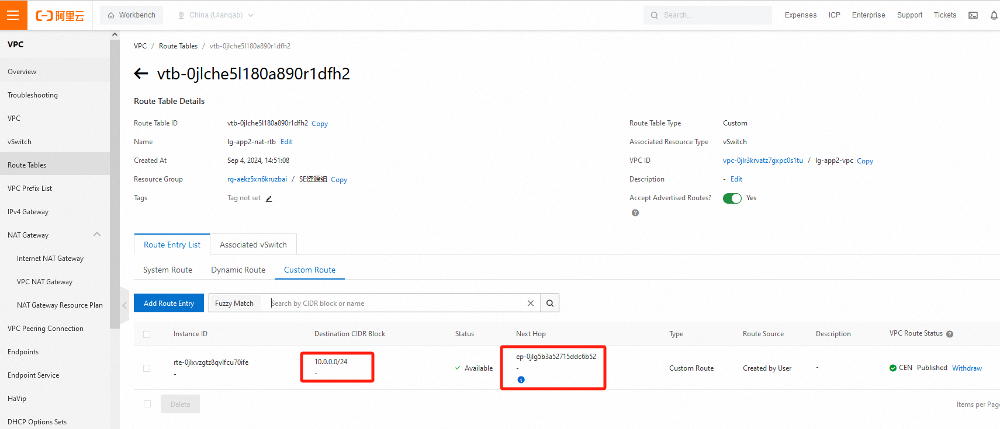 阿里云
Workbench
China (Ulanqab)
Search...
Expenses
ICP
Enterprise
Support
Tickets
VPC
Overview
Troubleshooting
VPC
vSwitch
Route Tables
VPC Prefix List
IPv4 Gateway
NAT Gateway
Internet NAT Gateway
VPC NAT Gateway
NAT Gateway Resource Plan
VPC Peering Connection
Endpoints
Endpoint Service
HaVip
DHCP Options Sets
VPC / Route Tables / vtb-0jlche5l180a890r1dfh2
vtb-0jlche5l180a890r1dfh2
Route Table Details
Route Table ID vtb-0jlche5l180a890r1dfh2 Copy
Name lg-app2-nat-rtb Edit
Created At Sep 4, 2024, 14:51:08
Resource Group rg-aekz5xn6kruzbai / SE资源组 Copy
Tags Tag not set
Route Table Type Custom
Associated Resource Type vSwitch
VPC ID vpc-0jlr3krvatz7gxpc0s1tu / lg-app2-vpc Copy
Description - Edit
Accept Advertised Routes? Yes
Route Entry List Associated vSwitch
System Route Dynamic Route Custom Route
Add Route Entry Fuzzy Match Search by CIDR block or name
Instance ID Destination CIDR Block Status Next Hop Type Route Source Description VPC Route Status
rte-0jlxvzgtz8qvlfcu70ife
-
10.0.0.0/24
-
Available
ep-0jlg5b3a52715ddc6b52
-
Custom Route
Created by User
-
CEN Published Withdraw
Delete
Items per Pag